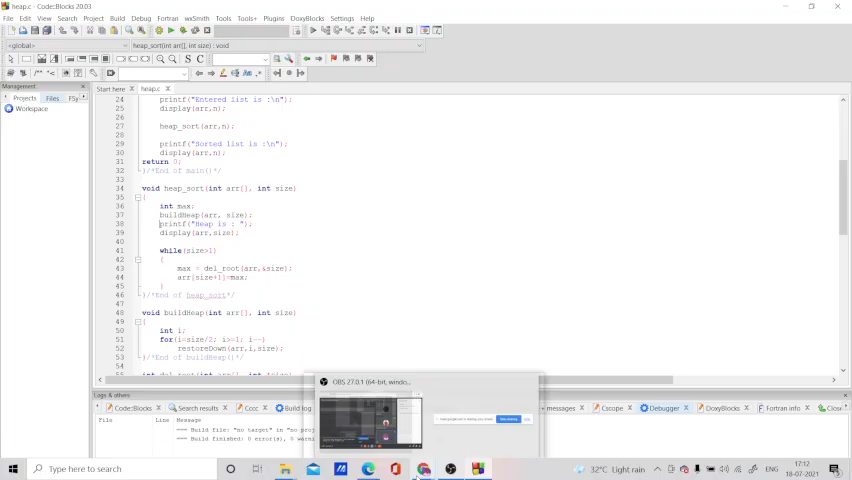 heap.c - Code::Blocks 20.03
File Edit View Search Project Build Debug Fortran wxSmith Tools Tools+ Plugins DoxyBlocks Settings Help
<global> heap_sort(int arr[], int size) : void
S C
Management
Projects Files FSy
Workspace
Start here heap.c
24 printf("Entered list is :\n");
25 display(arr,n);
26
27 heap_sort(arr,n);
28
29 printf("Sorted list is :\n");
30 display(arr,n);
31 return 0;
32 }/*End of main()*/
33
34 void heap_sort(int arr[], int size)
35 {
36 int max;
37 buildHeap(arr, size);
38 printf("Heap is : ");
39 display(arr,size);
40
41 while(size>1)
42 {
43 max = del_root(arr,&size);
44 arr[size+1]=max;
45 }
46 }/*End of heap_sort*/
47
48 void buildHeap(int arr[], int size)
49 {
50 int i;
51 for(i=size/2; i>=1; i--)
52 restoreDown(arr,i,size);
53 }/*End of buildHeap()*/
54
Logs & others
Code::Blocks Search results Cccc Build log messages Cscope Debugger DoxyBlocks Fortran info Clos
File Line Message
=== Build file: "no target" in "no pro
=== Build finished: 0 error(s), 0 warni
OBS 27.0.1 (64-bit, windo...
Type here to search
32°C Light rain
ENG
17:12
18-07-2021